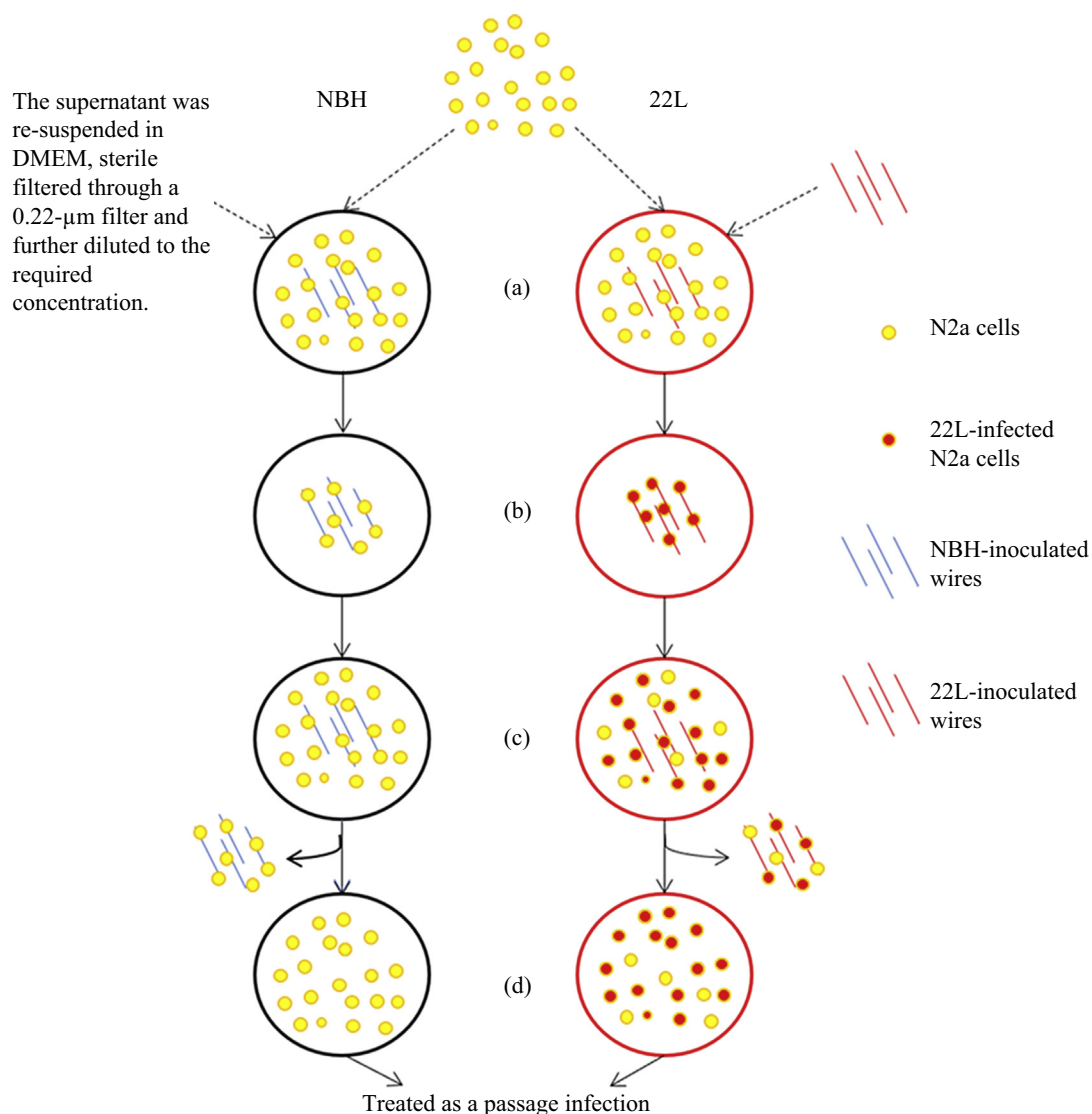 The supernatant was
re-suspended in
DMEM, sterile
filtered through a
0.22-μm filter and
further diluted to the
required
concentration.
NBH
22L
(a)
(b)
(c)
(d)
N2a cells
22L-infected
N2a cells
NBH-inoculated
wires
22L-inoculated
wires
Treated as a passage infection